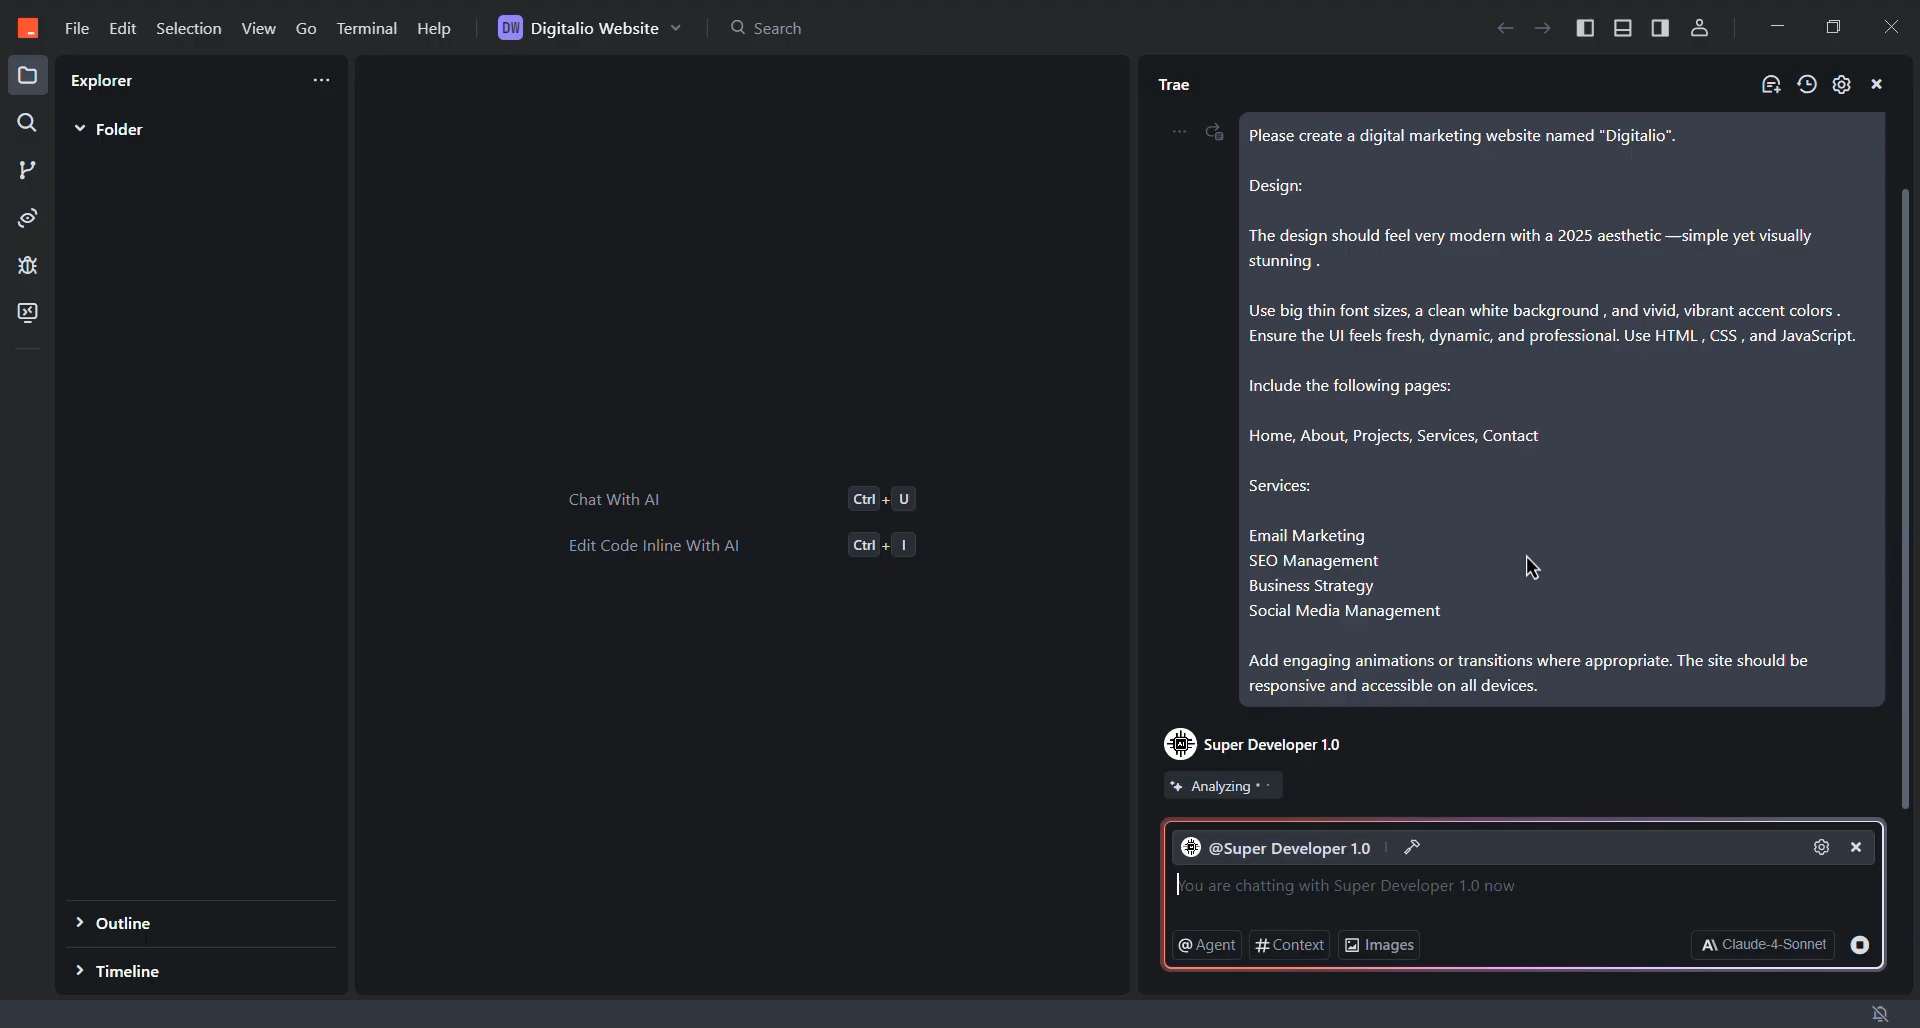 File Edit Selection View Go Terminal Help DW Digitalio Website Search
Explorer
Folder
Chat With AI Ctrl + U
Edit Code Inline With AI Ctrl + I
Outline
Timeline
Trae
Please create a digital marketing website named "Digitalio".
Design:
The design should feel very modern with a 2025 aesthetic —simple yet visually
stunning .
Use big thin font sizes, a clean white background , and vivid, vibrant accent colors .
Ensure the UI feels fresh, dynamic, and professional. Use HTML , CSS , and JavaScript.
Include the following pages:
Home, About, Projects, Services, Contact
Services:
Email Marketing
SEO Management
Business Strategy
Social Media Management
Add engaging animations or transitions where appropriate. The site should be
responsive and accessible on all devices.
Super Developer 1.0
Analyzing
@Super Developer 1.0
You are chatting with Super Developer 1.0 now
@ Agent # Context Images Claude-4-Sonnet